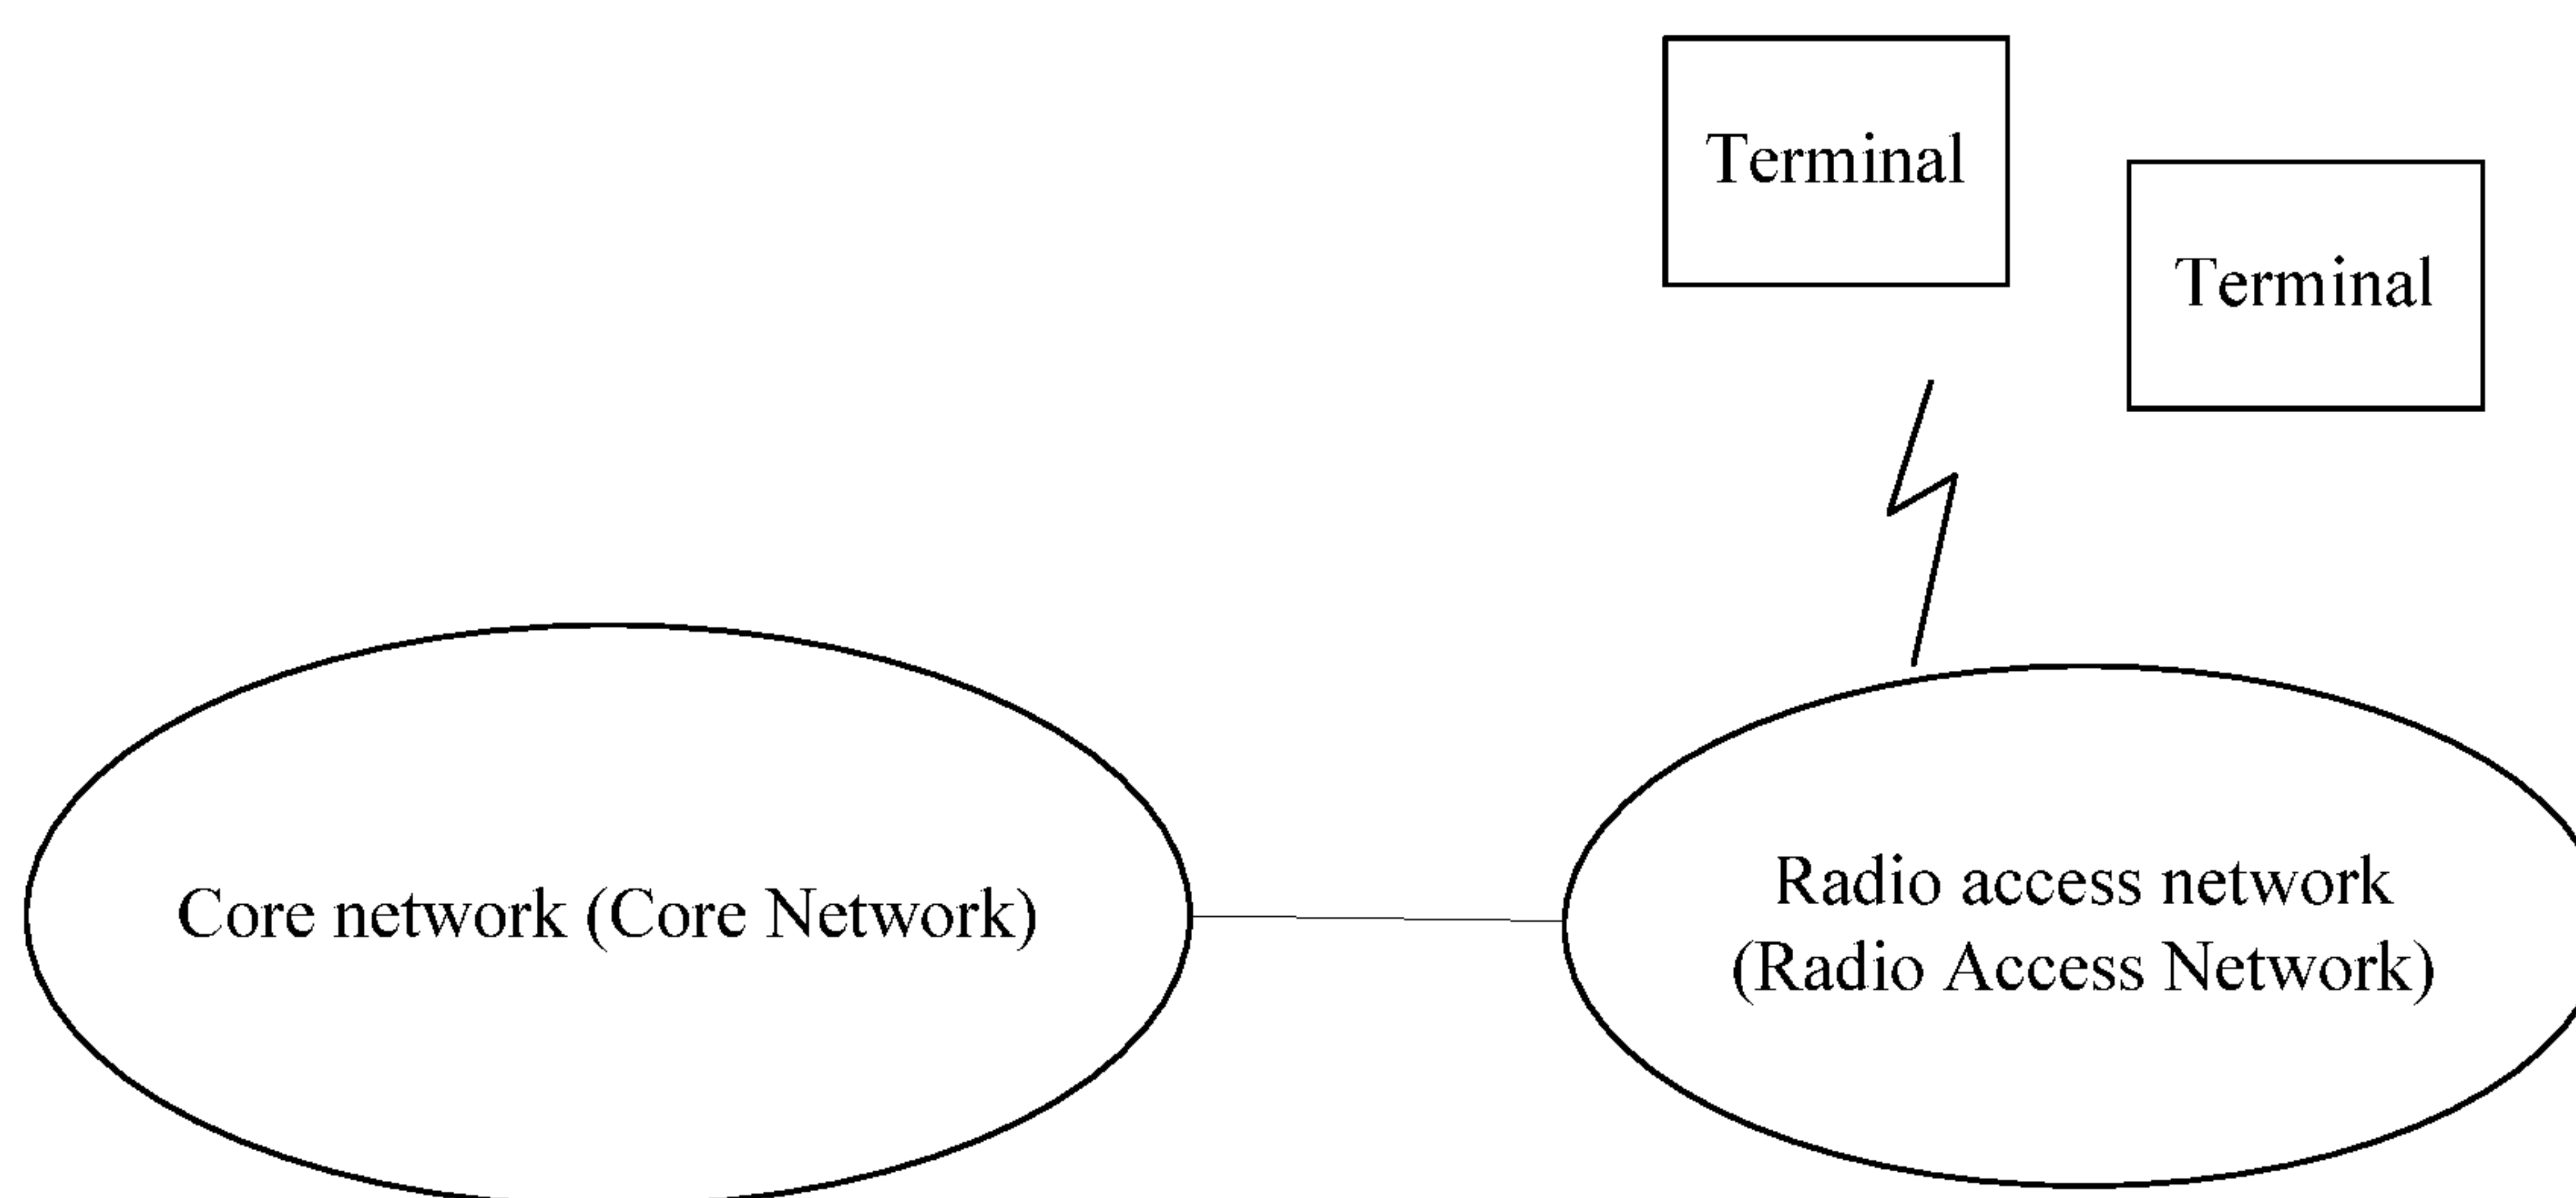 Terminal
Terminal
Core network (Core Network)
Radio access network
(Radio Access Network)